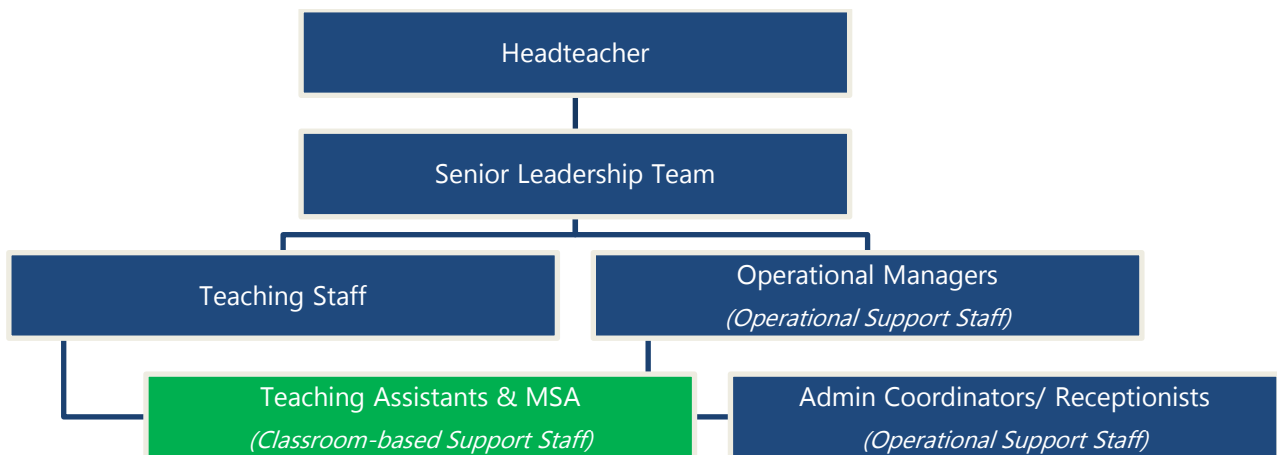 Headteacher
Senior Leadership Team
Teaching Staff
Operational Managers
(Operational Support Staff)
Teaching Assistants & MSA
(Classroom-based Support Staff)
Admin Coordinators/ Receptionists
(Operational Support Staff)